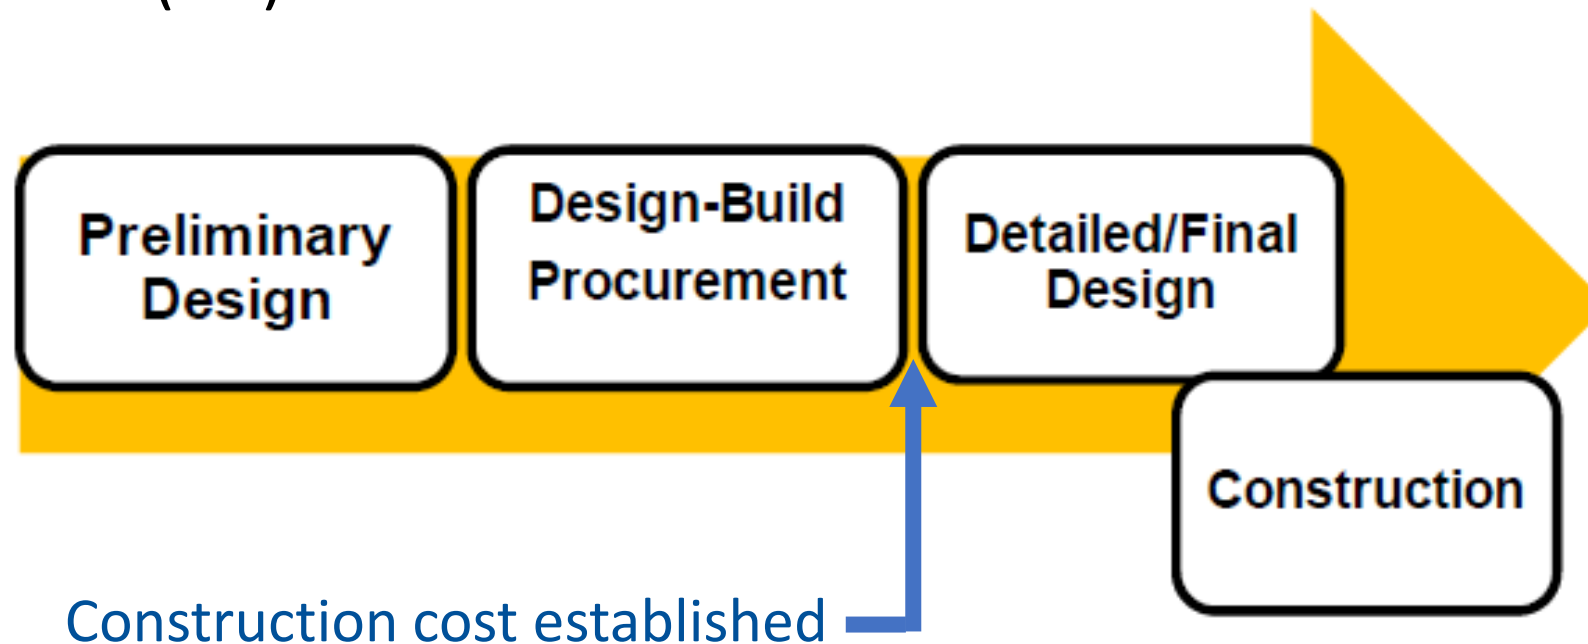 Preliminary
Design
Design-Build
Procurement
Detailed/Final
Design
Construction
Construction cost established